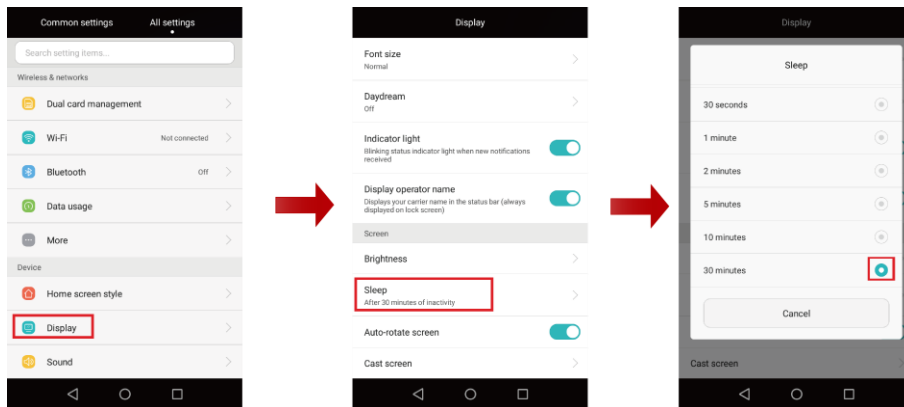 Common settings All settings
Search setting items...
Wireless & networks
Dual card management
Wi-Fi Not connected
Bluetooth Off
Data usage
More
Device
Home screen style
Display
Sound
Display
Font size
Normal
Daydream
Off
Indicator light
Blinking status indicator light when new notifications
received
Display operator name
Displays your carrier name in the status bar (always
displayed on lock screen)
Screen
Brightness
Sleep
After 30 minutes of inactivity
Auto-rotate screen
Cast screen
Display
Sleep
30 seconds
1 minute
2 minutes
5 minutes
10 minutes
30 minutes
Cancel
Cast screen